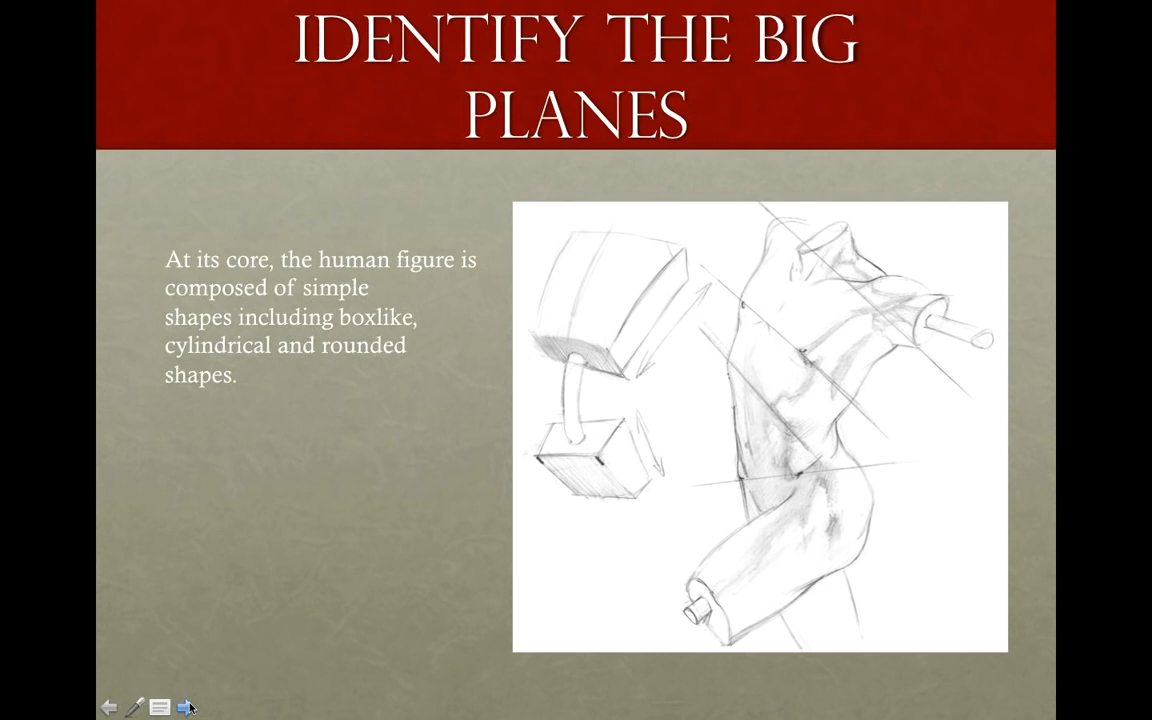 IDENTIFY THE BIG
PLANES
At its core, the human figure is
composed of simple
shapes including boxlike,
cylindrical and rounded
shapes.